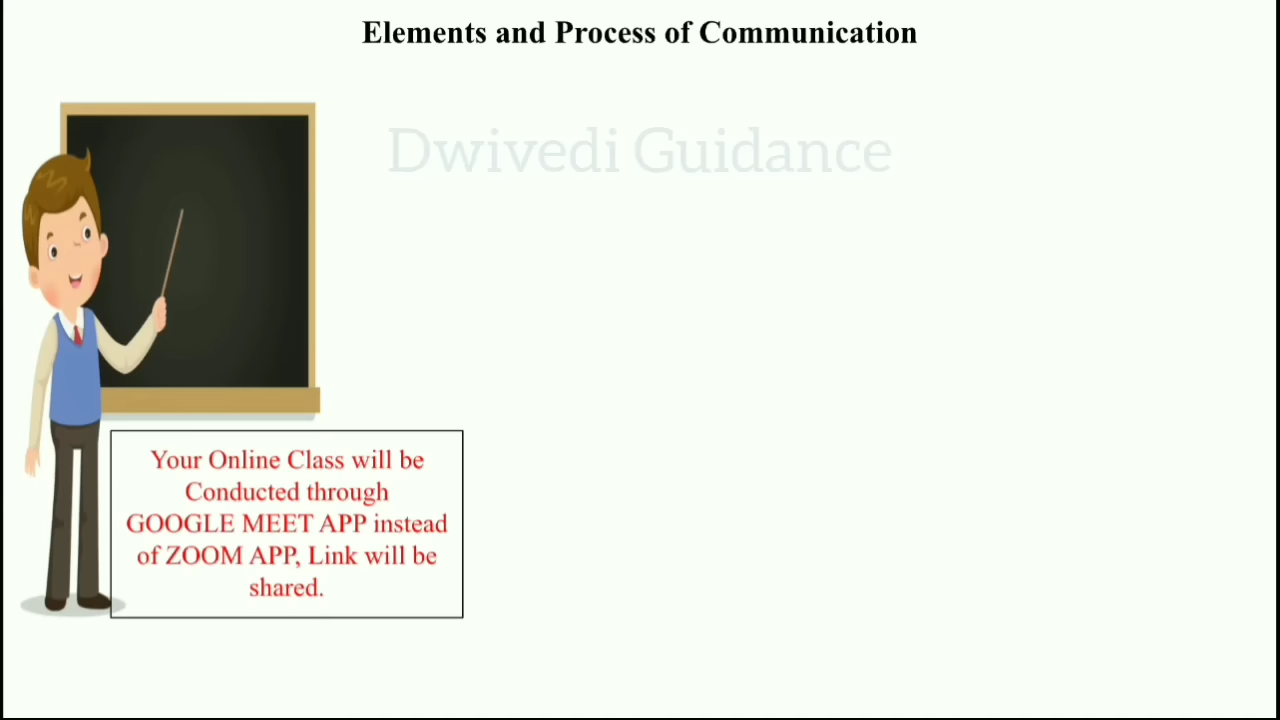 Elements and Process of Communication
Dwivedi Guidance
Your Online Class will be
Conducted through
GOOGLE MEET APP instead
of ZOOM APP, Link will be
shared.